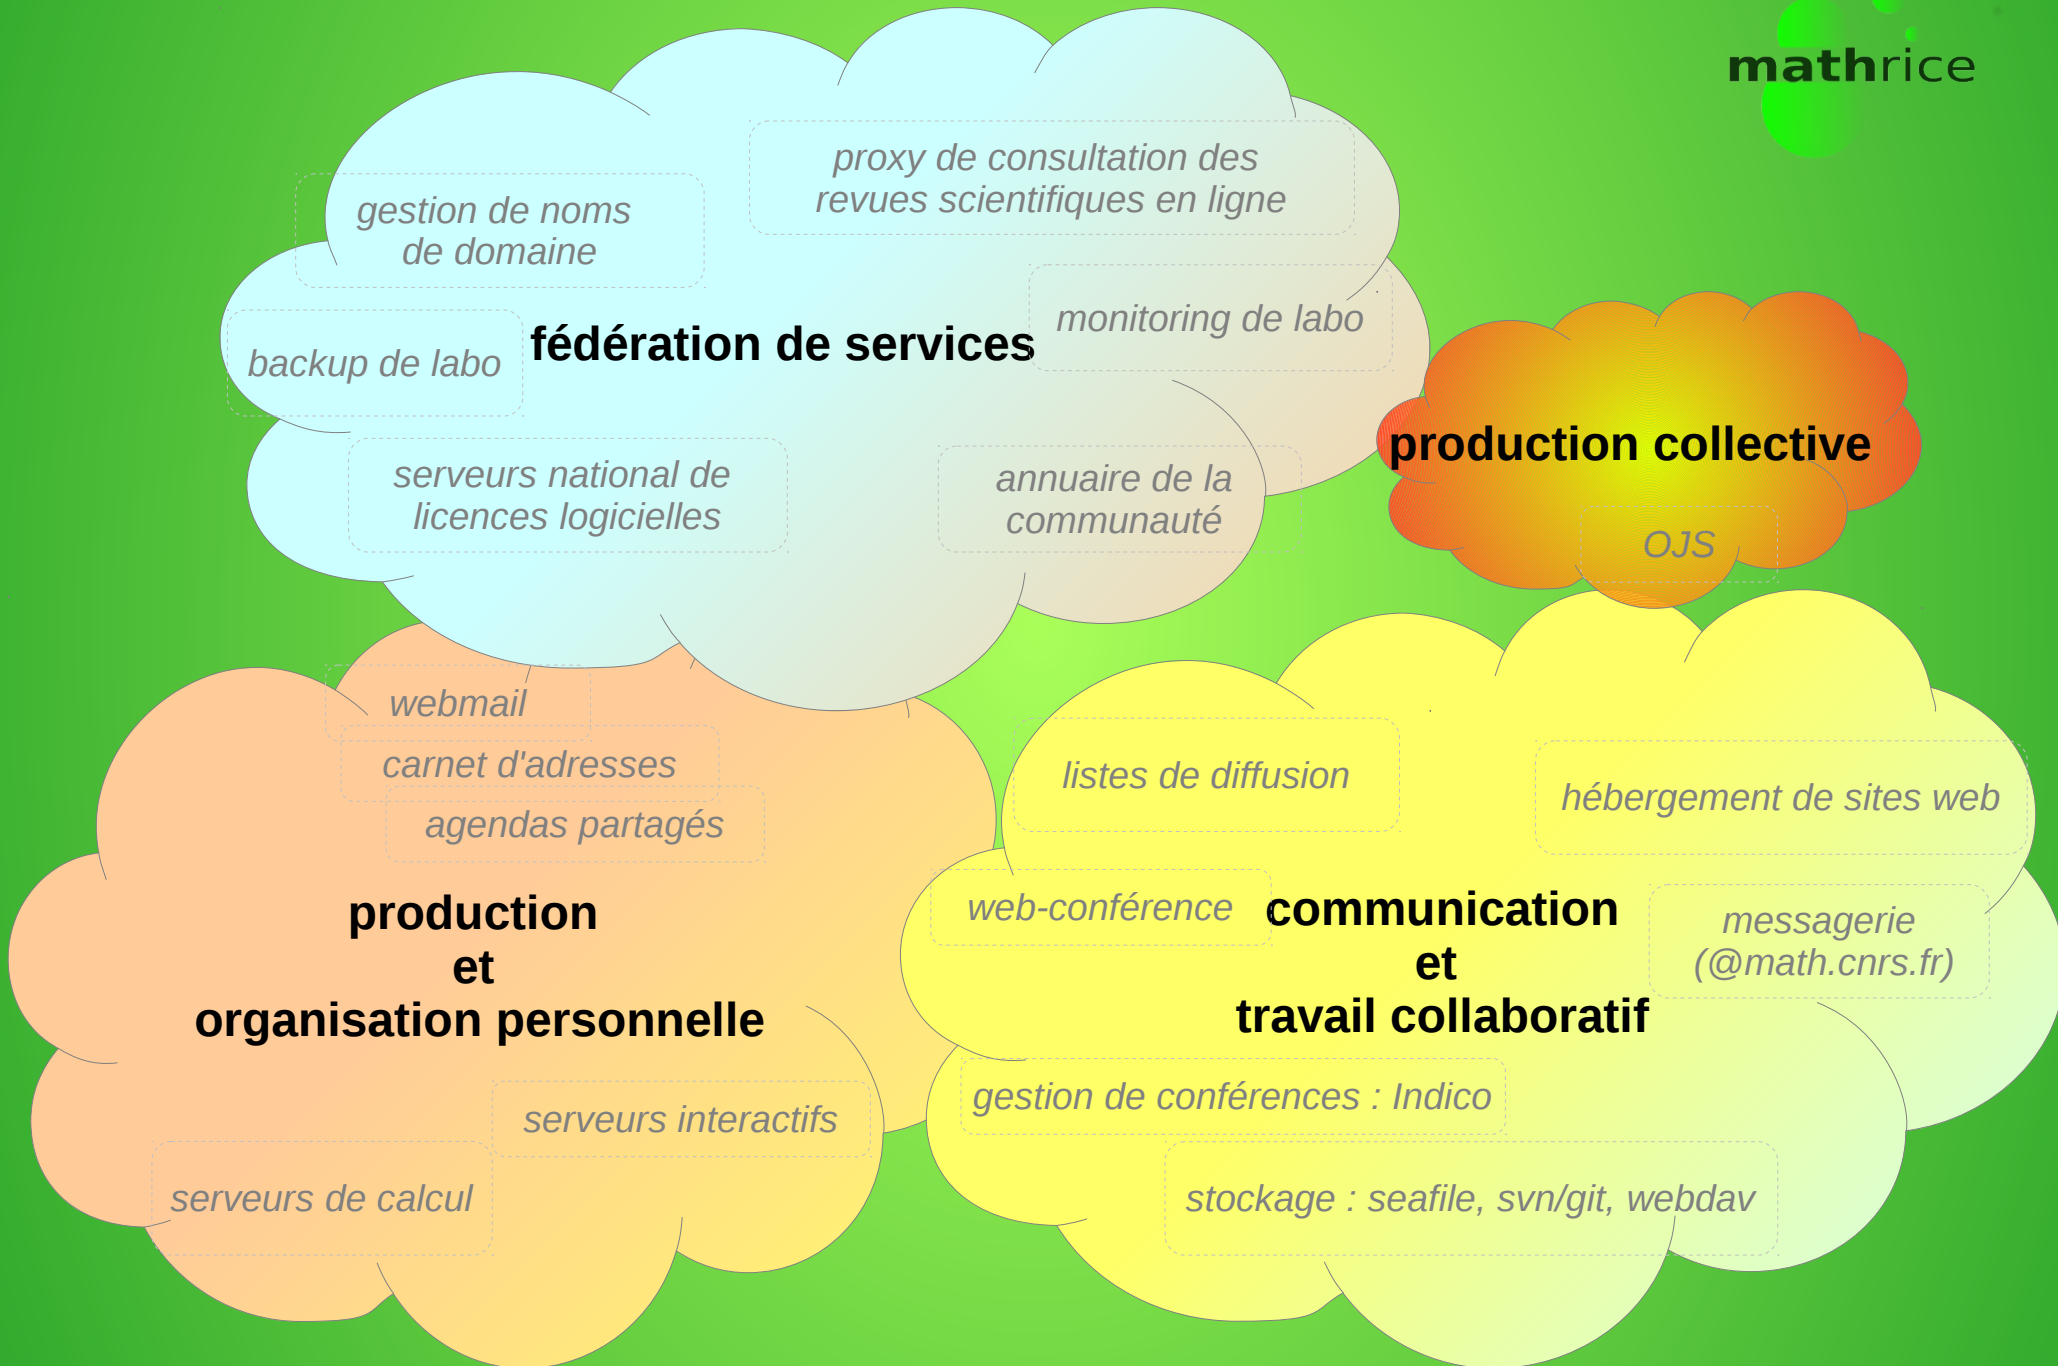 mathrice
proxy de consultation des
revues scientifiques en ligne
gestion de noms
de domaine
monitoring de labo
fédération de services
backup de labo
serveurs national de
licences logicielles
annuaire de la
communauté
production collective
OJS
webmail
carnet d'adresses
agendas partagés
production
et
organisation personnelle
serveurs interactifs
serveurs de calcul
listes de diffusion
hébergement de sites web
web-conférence
communication
et
travail collaboratif
messagerie
(@math.cnrs.fr)
gestion de conférences : Indico
stockage : seafile, svn/git, webdav